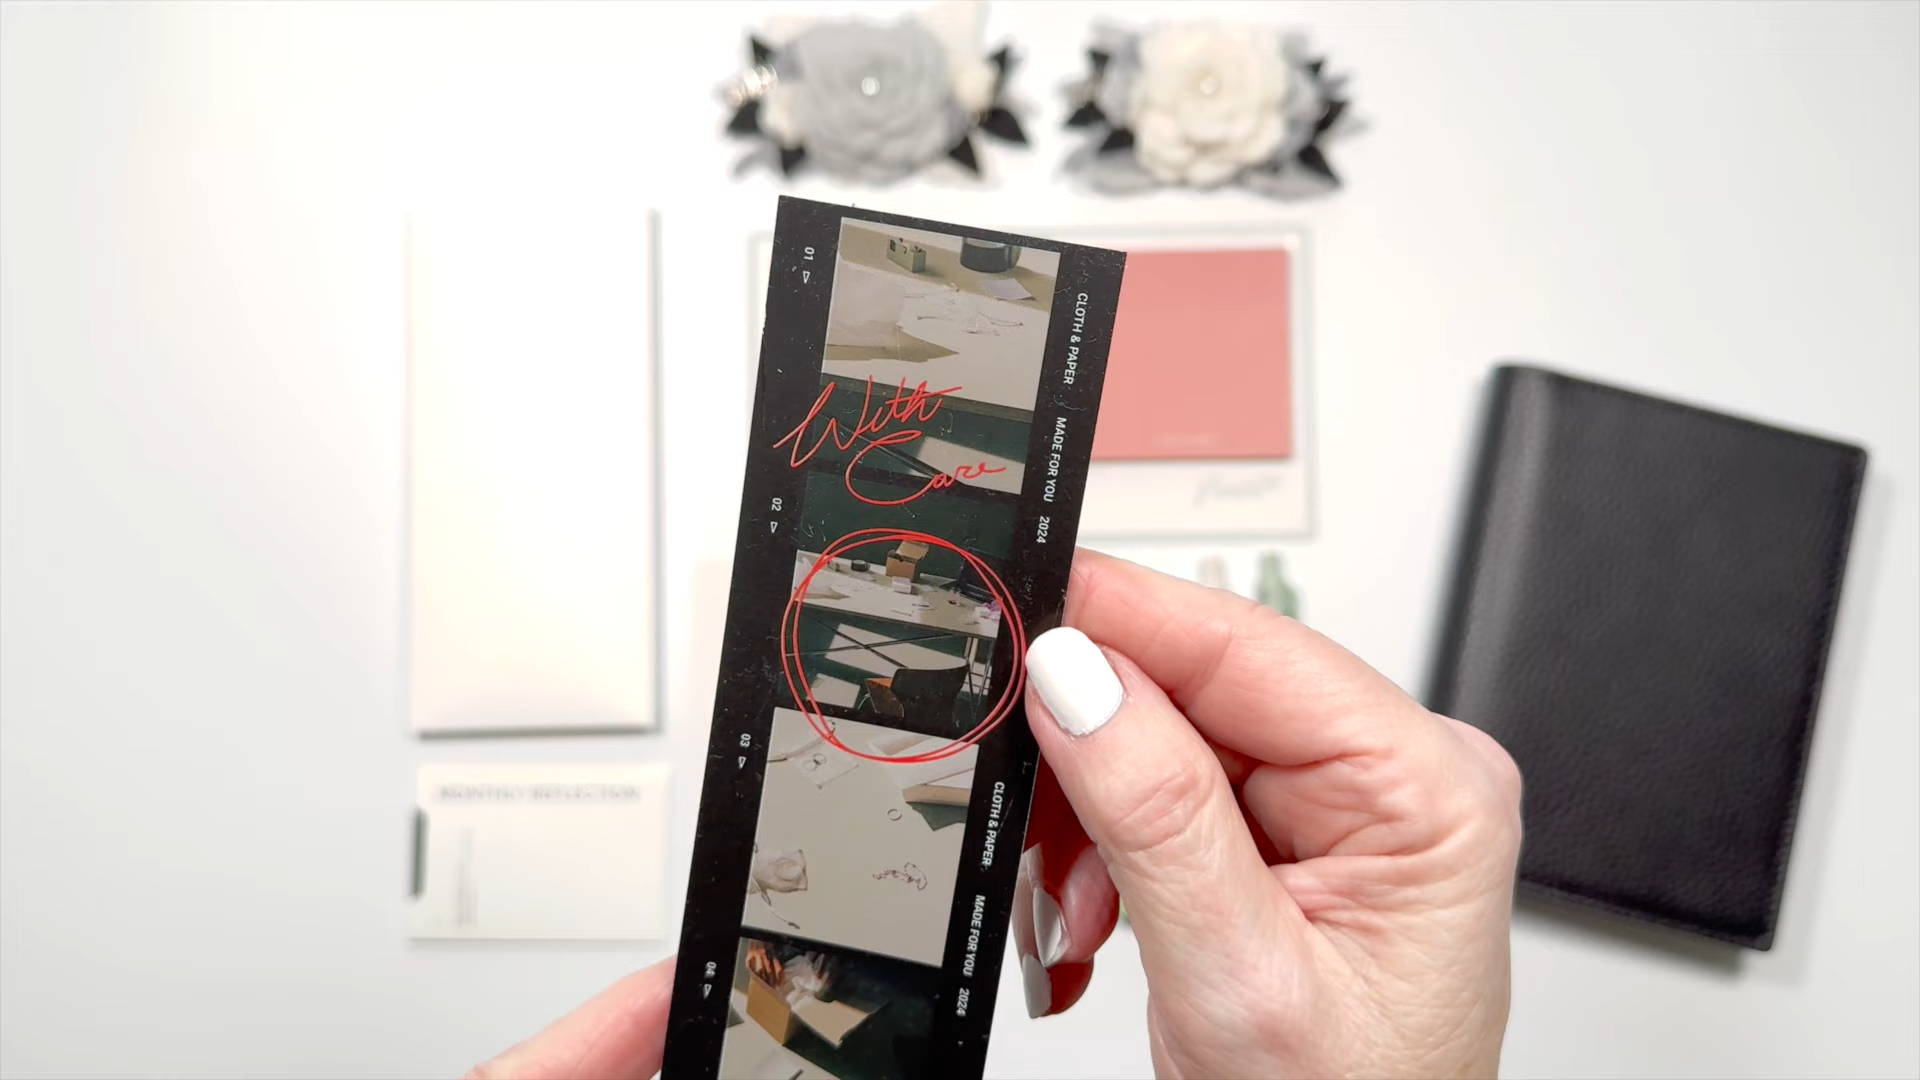 01
CLOTH & PAPER
MADE FOR YOU
2024
With
Care
02
03
CLOTH & PAPER
MADE FOR YOU
2024
04
MONTHLY REFLECTION